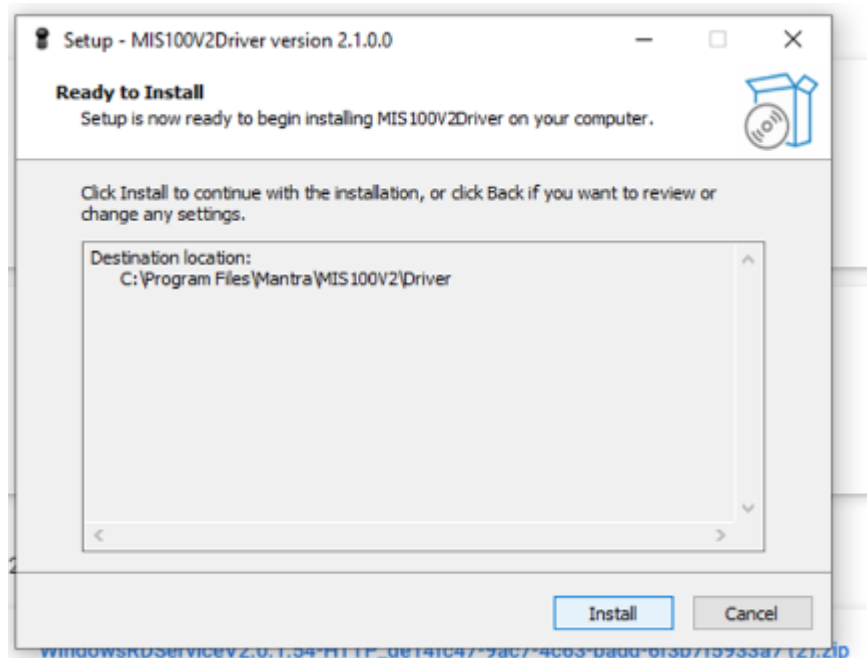 Setup - MIS100V2Driver version 2.1.0.0
Ready to Install
Setup is now ready to begin installing MIS100V2Driver on your computer.
Click Install to continue with the installation, or click Back if you want to review or
change any settings.
Destination location:
C:\Program Files\Mantra\MIS100V2\Driver
Install
Cancel